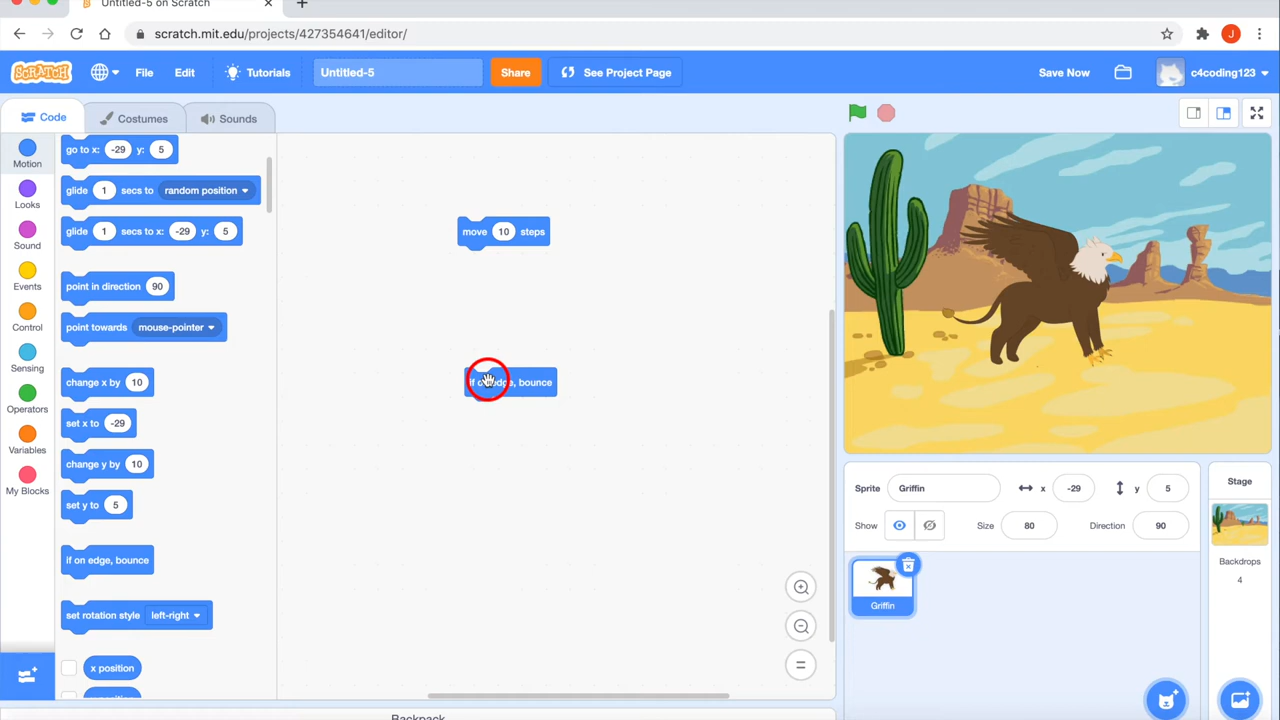 Untitled-5 on Scratch
scratch.mit.edu/projects/427354641/editor/
J
SCRATCH
File
Edit
Tutorials
Untitled-5
Share
See Project Page
Save Now
c4coding123
Code
Costumes
Sounds
Motion
Looks
Sound
Events
Control
Sensing
Operators
Variables
My Blocks
go to x: -29 y: 5
glide 1 secs to random position
glide 1 secs to x: -29 y: 5
point in direction 90
point towards mouse-pointer
change x by 10
set x to -29
change y by 10
set y to 5
if on edge, bounce
set rotation style left-right
x position
move 10 steps
if on edge, bounce
Sprite Griffin x -29 y 5
Show Size 80 Direction 90
Griffin
Stage
Backdrops
4
Backpack